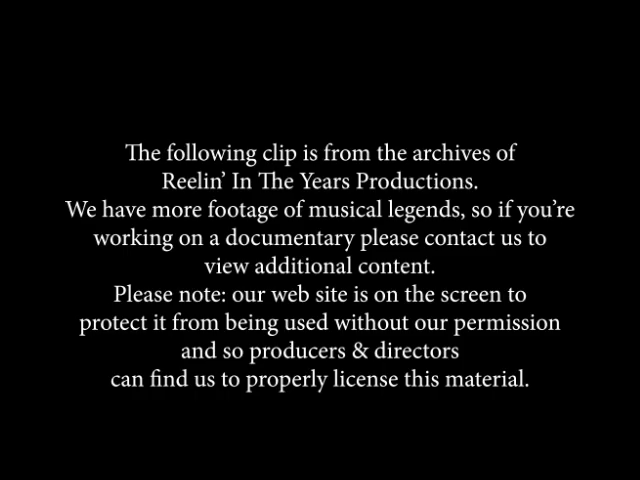 The following clip is from the archives of
Reelin’ In The Years Productions.
We have more footage of musical legends, so if you’re
working on a documentary please contact us to
view additional content.
Please note: our web site is on the screen to
protect it from being used without our permission
and so producers & directors
can find us to properly license this material.